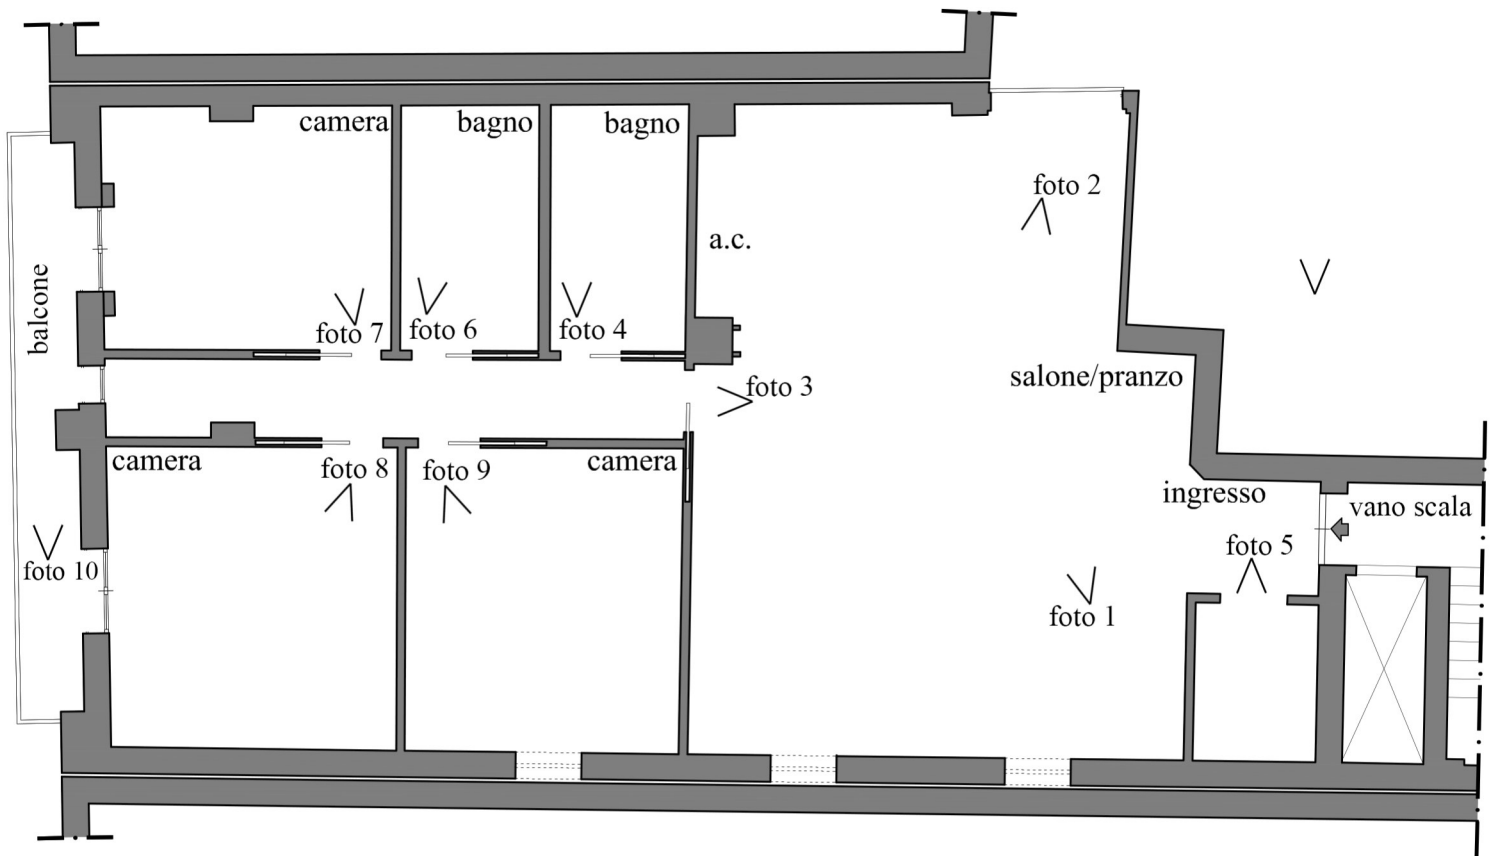 camera
bagno
bagno
foto 2
a.c.
balcone
foto 7
foto 6
foto 4
salone/pranzo
foto 3
camera
foto 8
foto 9
camera
ingresso
vano scala
foto 5
foto 10
foto 1